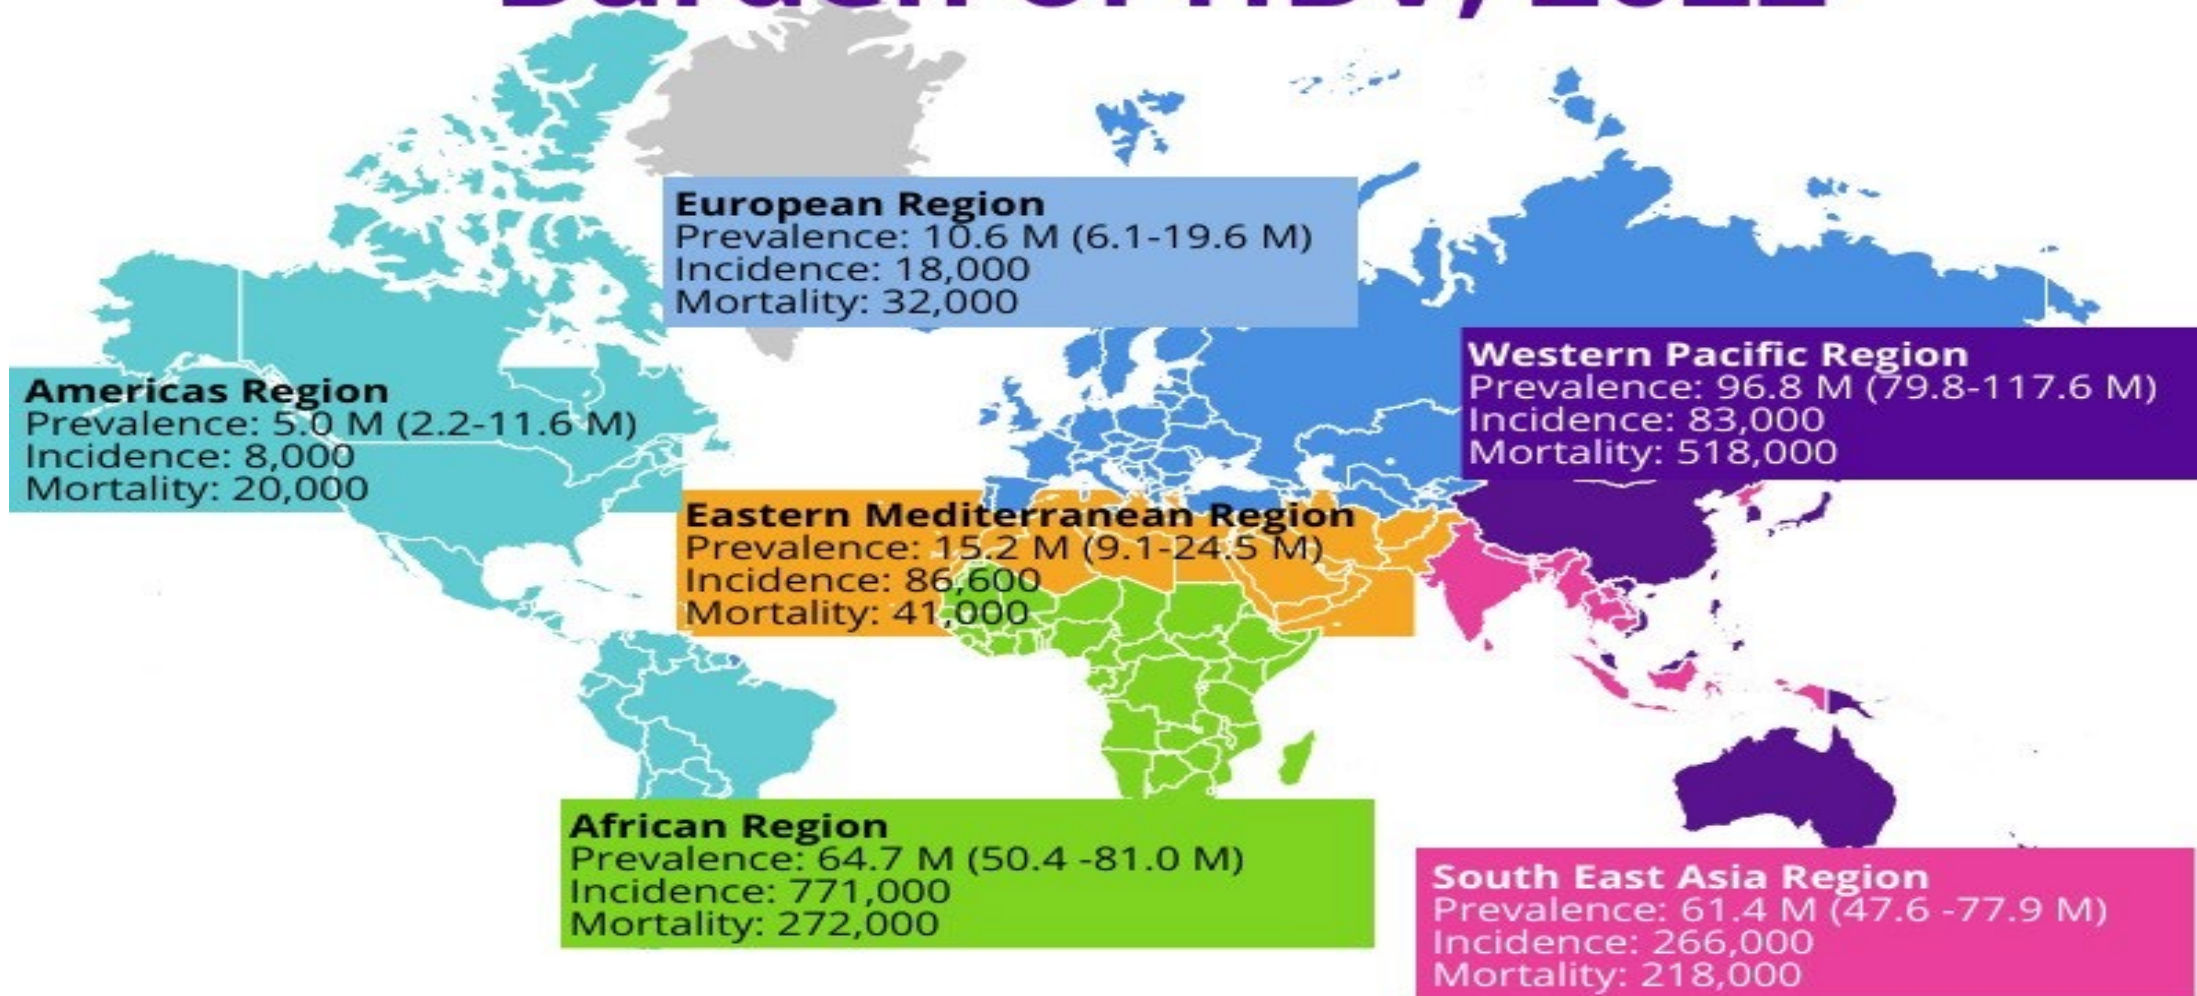 Burden of HBV, 2022
European Region
Prevalence: 10.6 M (6.1-19.6 M)
Incidence: 18,000
Mortality: 32,000
Western Pacific Region
Prevalence: 96.8 M (79.8-117.6 M)
Incidence: 83,000
Mortality: 518,000
Americas Region
Prevalence: 5.0 M (2.2-11.6 M)
Incidence: 8,000
Mortality: 20,000
Eastern Mediterranean Region
Prevalence: 15.2 M (9.1-24.5 M)
Incidence: 86,600
Mortality: 41,000
African Region
Prevalence: 64.7 M (50.4 -81.0 M)
Incidence: 771,000
Mortality: 272,000
South East Asia Region
Prevalence: 61.4 M (47.6 -77.9 M)
Incidence: 266,000
Mortality: 218,000